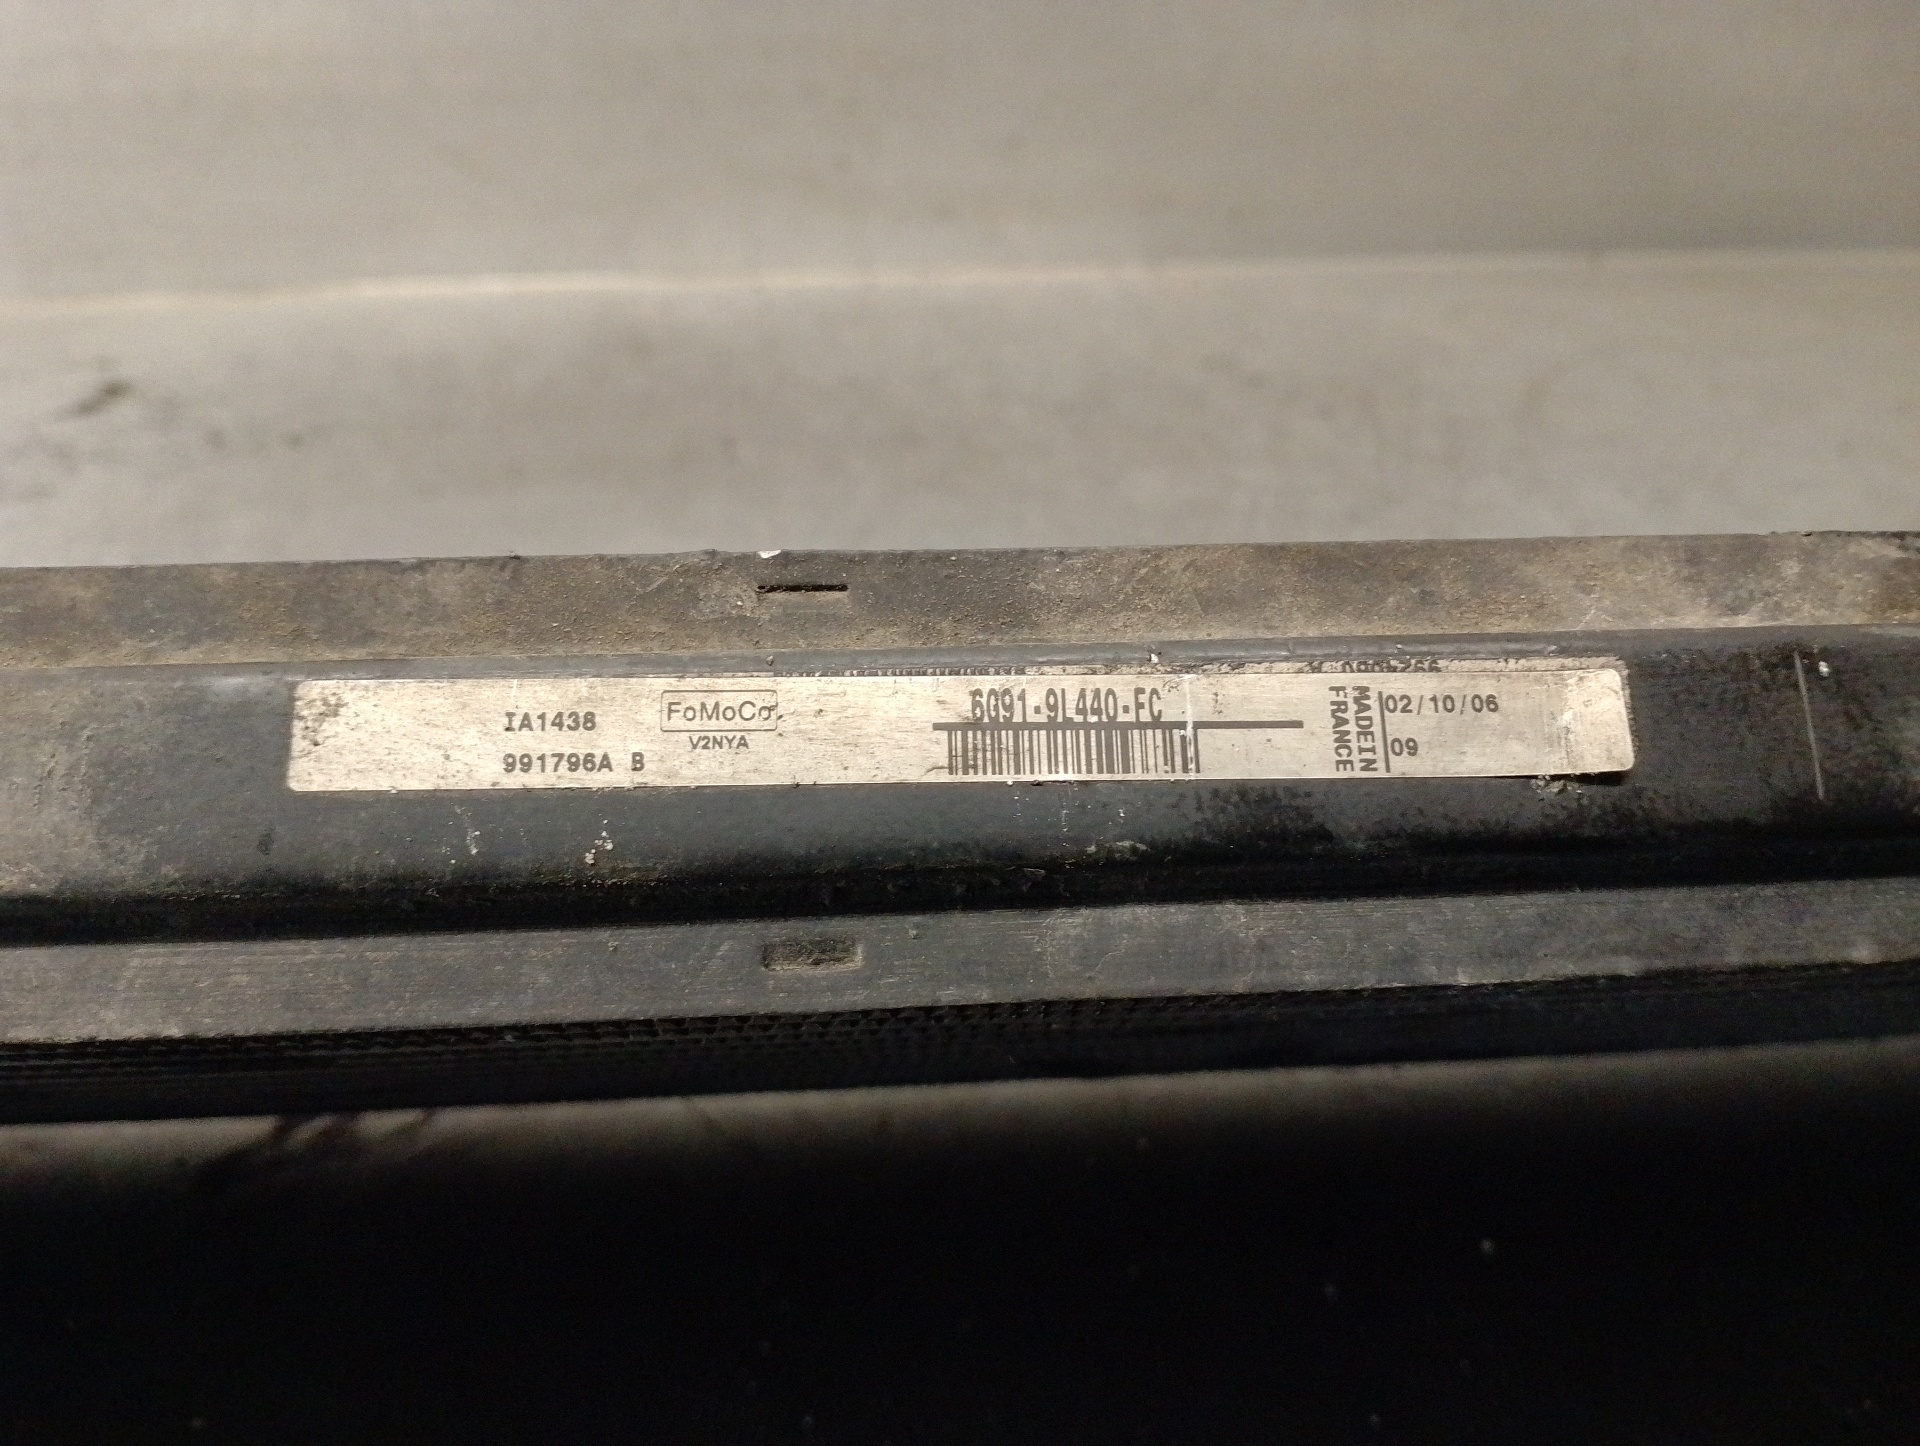 IA1438
991796A B
FoMoCo
V2NYA
6G91-9L440-FC
MADE IN
FRANCE
02/10/06
09